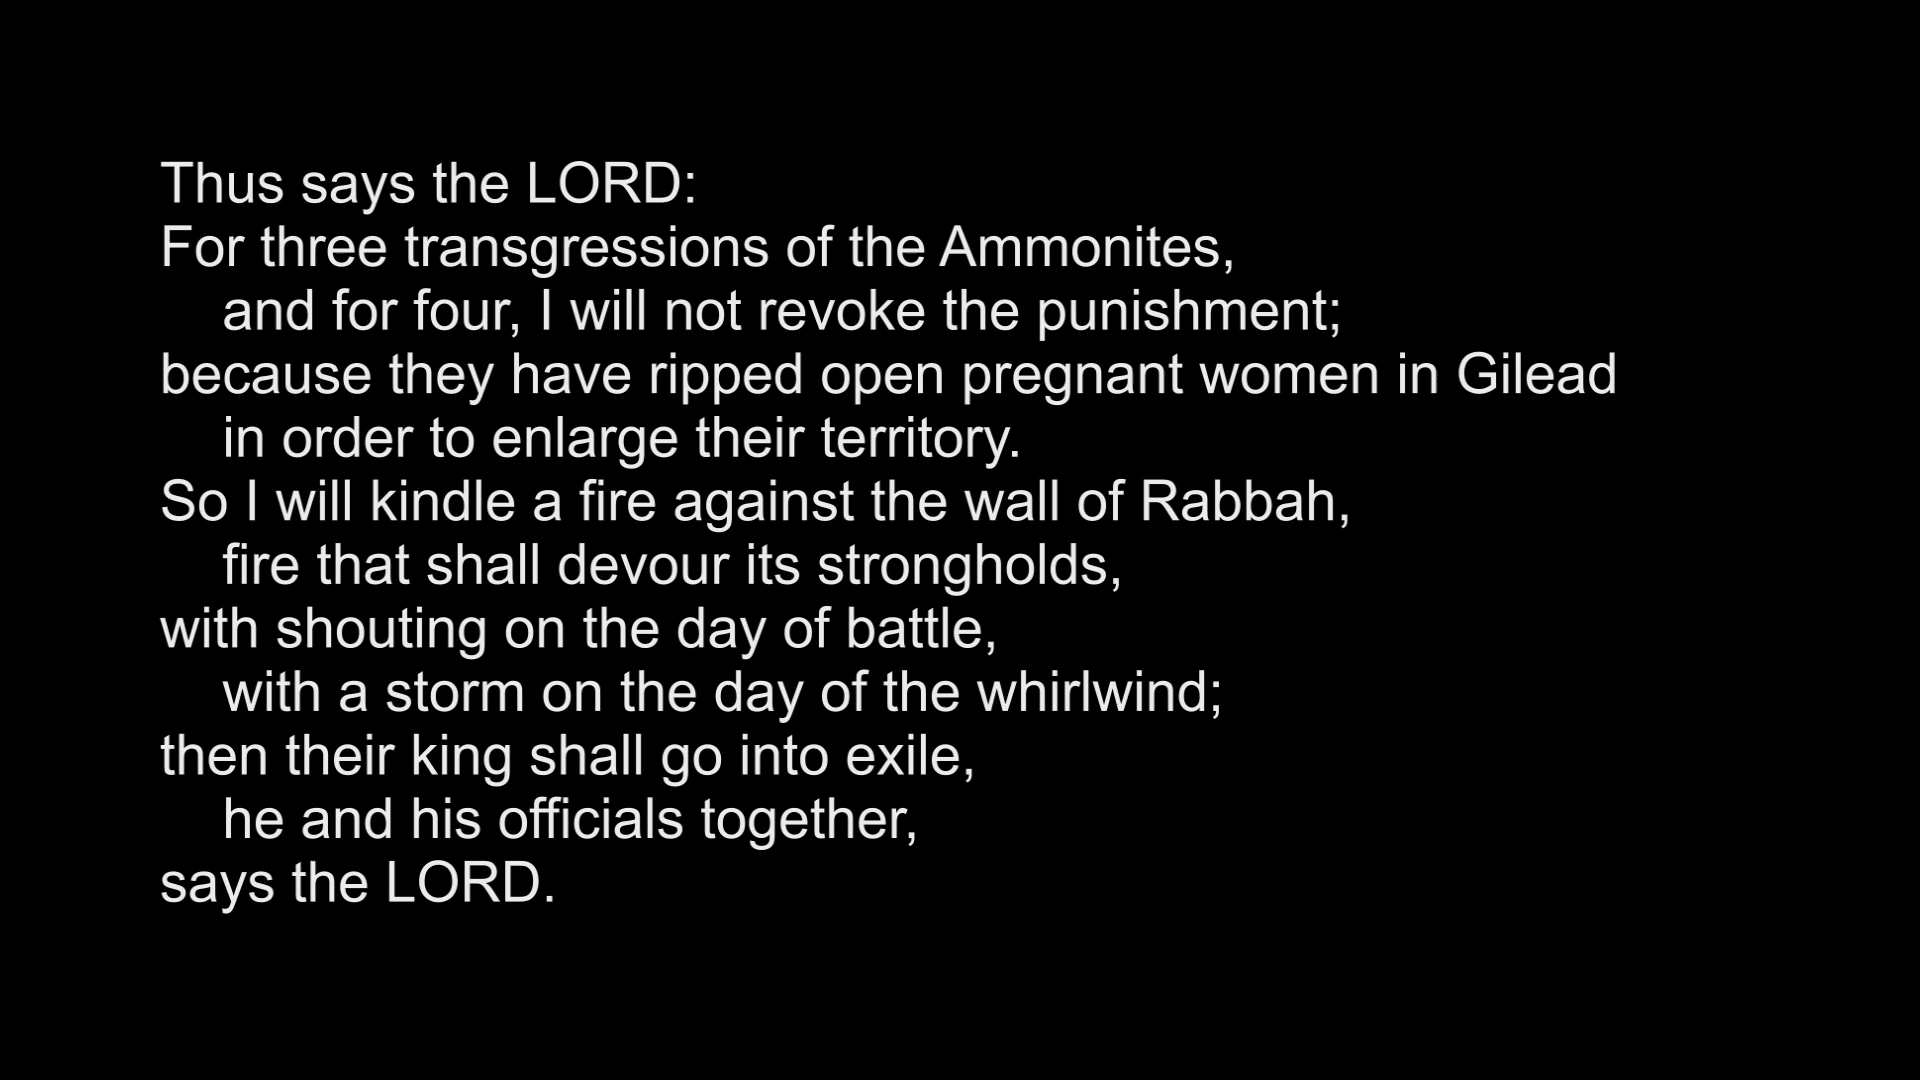 Thus says the LORD:
For three transgressions of the Ammonites,
and for four, I will not revoke the punishment;
because they have ripped open pregnant women in Gilead
in order to enlarge their territory.
So I will kindle a fire against the wall of Rabbah,
fire that shall devour its strongholds,
with shouting on the day of battle,
with a storm on the day of the whirlwind;
then their king shall go into exile,
he and his officials together,
says the LORD.